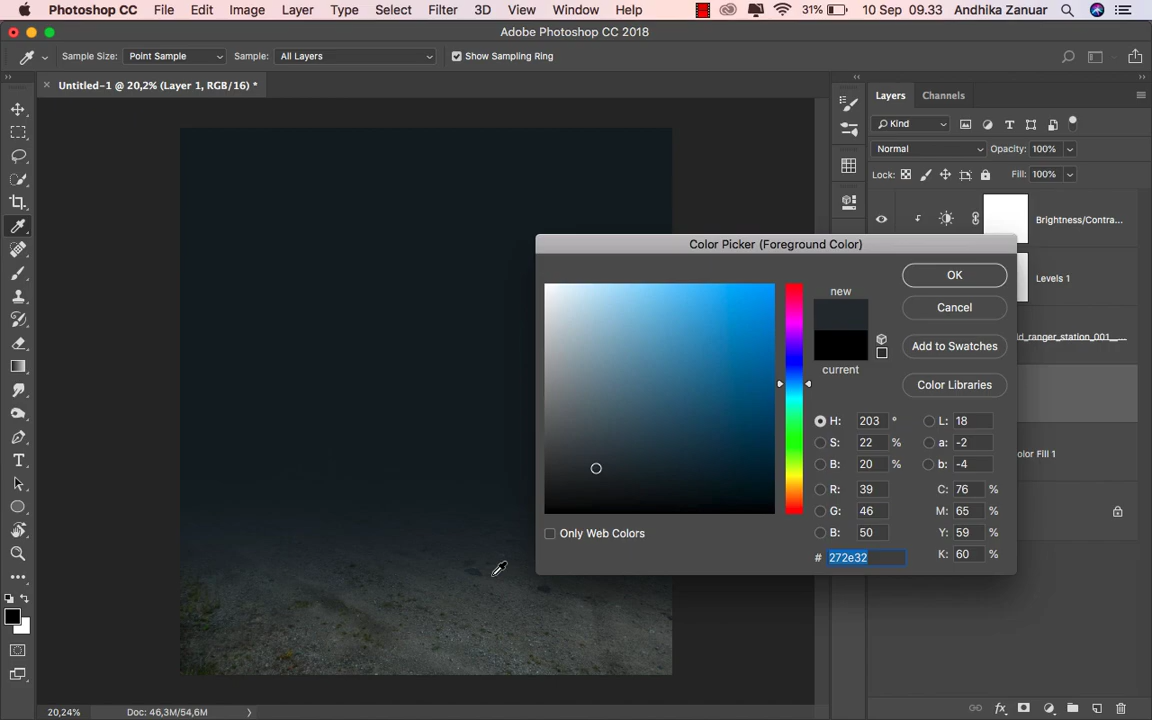 Photoshop CC File Edit Image Layer Type Select Filter 3D View Window Help 31% 10 Sep 09.33 Andhika Zanuar
Adobe Photoshop CC 2018
Sample Size: Point Sample Sample: All Layers Show Sampling Ring
Untitled-1 @ 20,2% (Layer 1, RGB/16) *
Layers Channels
Kind
Normal Opacity: 100%
Lock: Fill: 100%
Brightness/Contra...
Color Picker (Foreground Color)
new
current
OK
Cancel
Add to Swatches
Color Libraries
Levels 1
ld_ranger_station_001__...
olor Fill 1
H: 203 ° L: 18
S: 22 % a: -2
B: 20 % b: -4
R: 39 C: 76 %
G: 46 M: 65 %
B: 50 Y: 59 %
# 272e32 K: 60 %
Only Web Colors
20,24% Doc: 46,3M/54,6M
fx